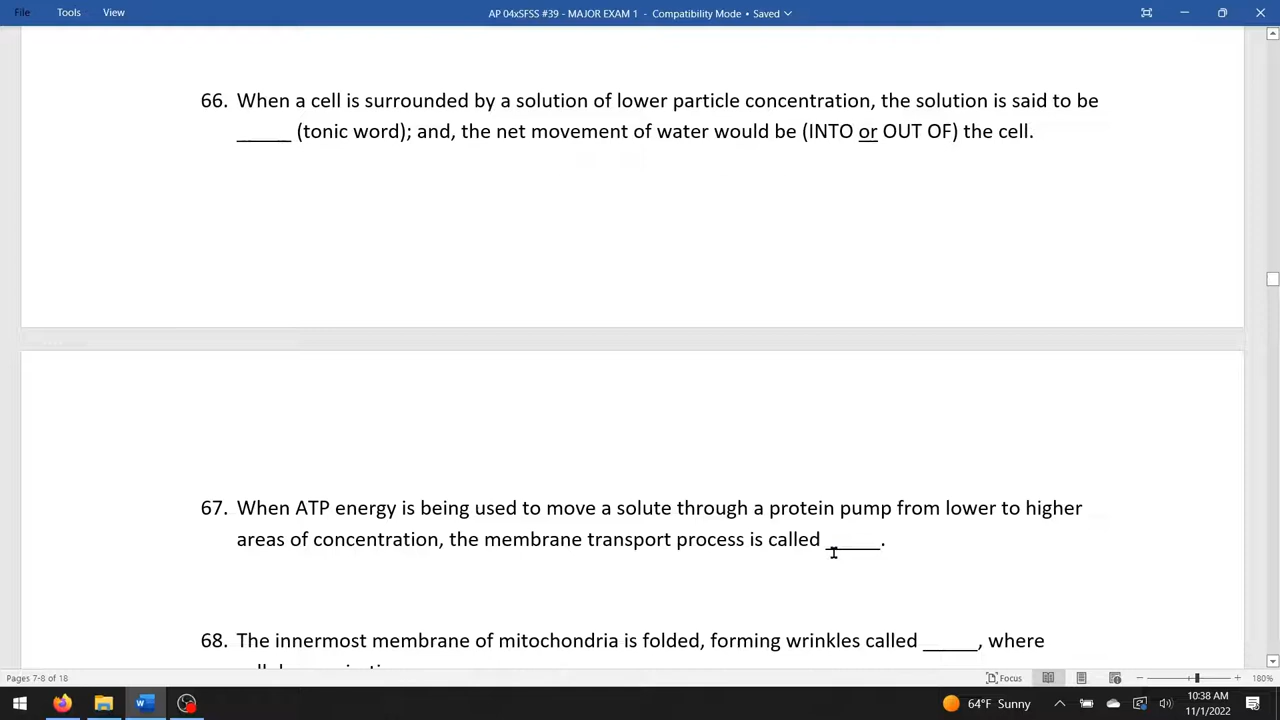 File Tools View AP 04xSFSS #39 - MAJOR EXAM 1 - Compatibility Mode • Saved
66. When a cell is surrounded by a solution of lower particle concentration, the solution is said to be
_____ (tonic word); and, the net movement of water would be (INTO or OUT OF) the cell.
67. When ATP energy is being used to move a solute through a protein pump from lower to higher
areas of concentration, the membrane transport process is called _____.
68. The innermost membrane of mitochondria is folded, forming wrinkles called _____, where
Pages 7-8 of 18 Focus 180%
64°F Sunny 10:38 AM
11/1/2022